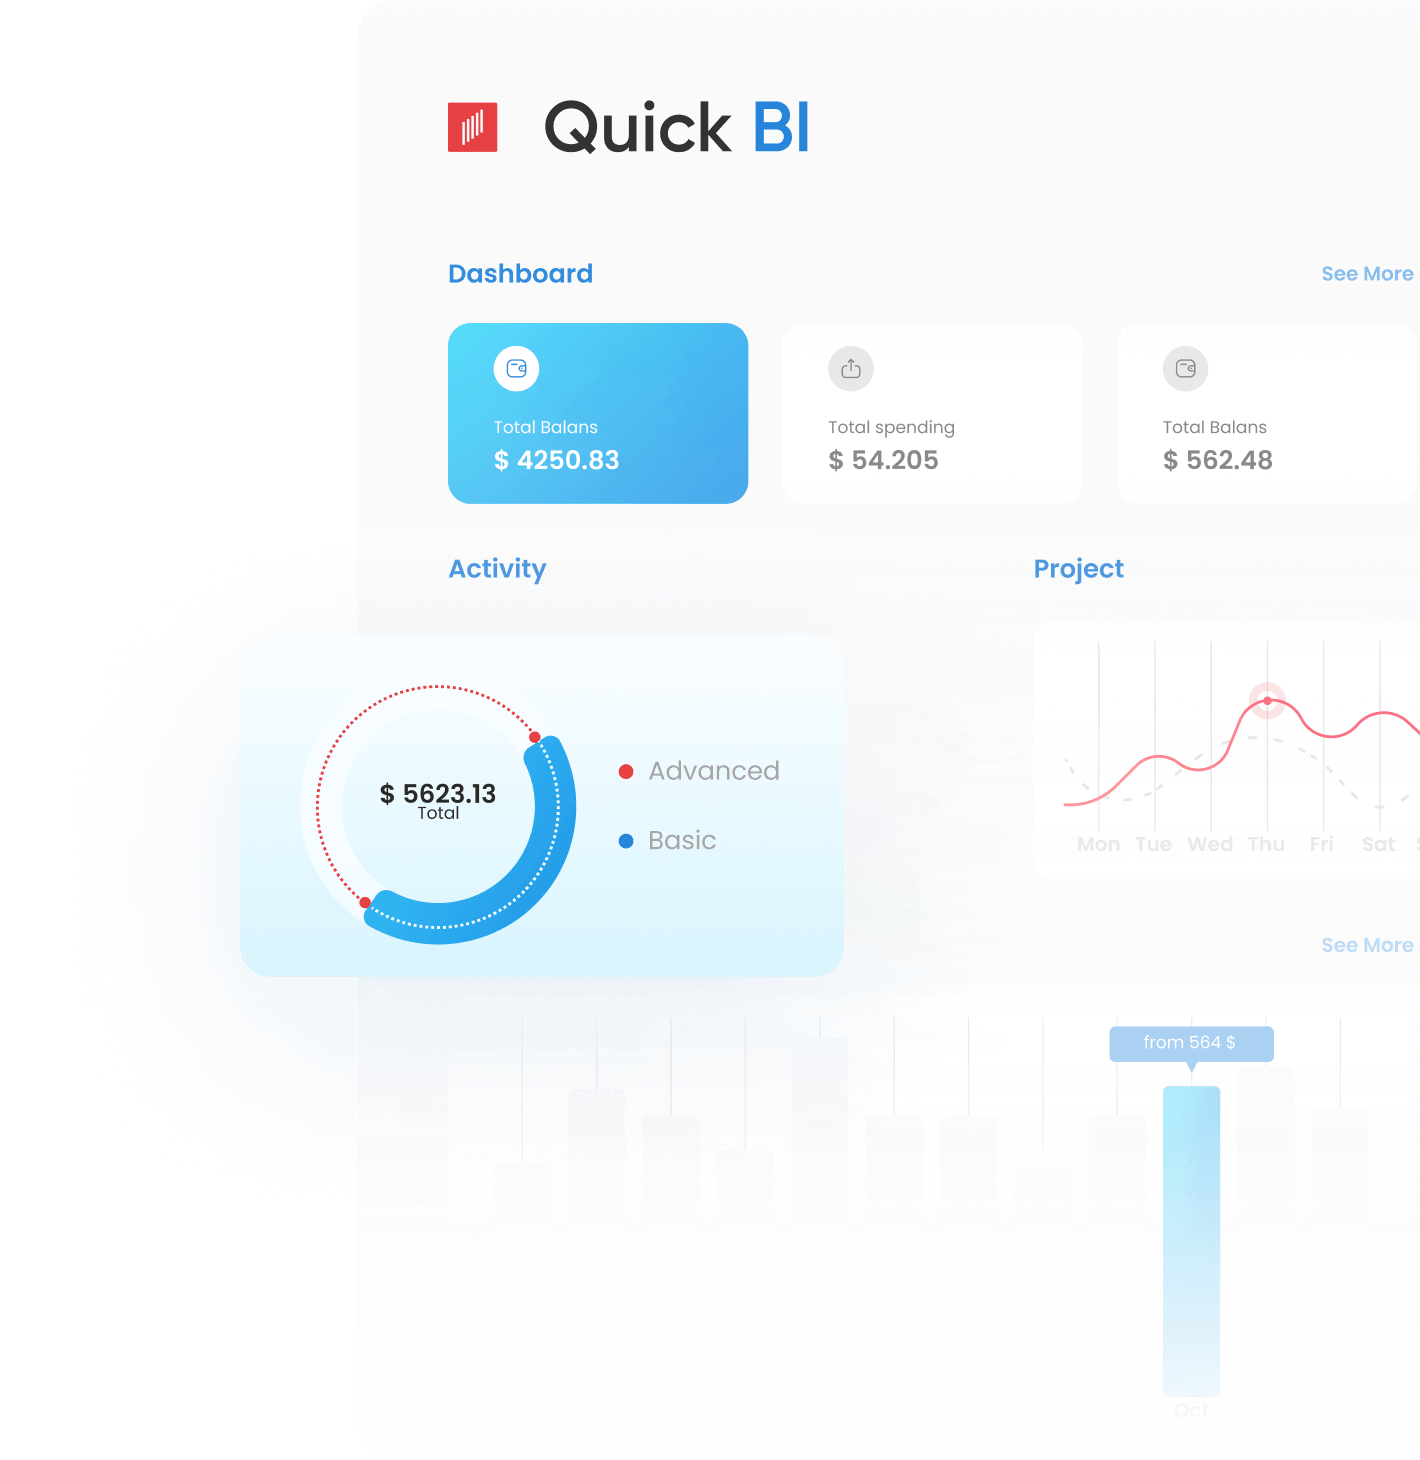 Quick BI
Dashboard
See More
Total Balans
$ 4250.83
Total spending
$ 54.205
Total Balans
$ 562.48
Activity
Project
$ 5623.13
Total
Advanced
Basic
Mon Tue Wed Thu Fri Sat
See More
from 564 $
Oct